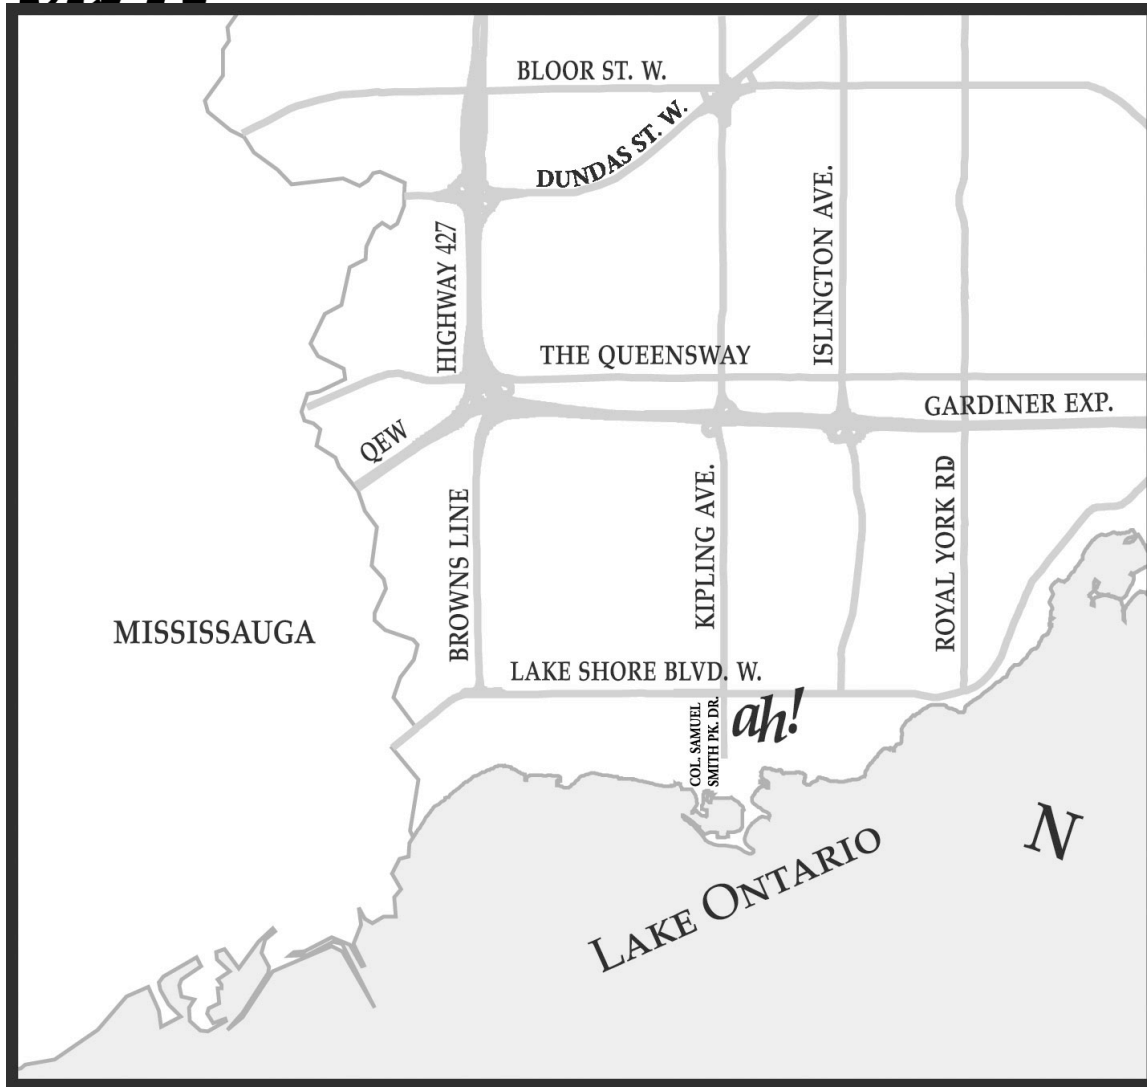 BLOOR ST. W.
DUNDAS ST. W.
HIGHWAY 427
ISLINGTON AVE.
THE QUEENSWAY
GARDINER EXP.
QEW
BROWNS LINE
KIPLING AVE.
ROYAL YORK RD.
MISSISSAUGA
LAKE SHORE BLVD. W.
COL. SAMUEL
SMITH PK. DR.
ah!
LAKE ONTARIO
N